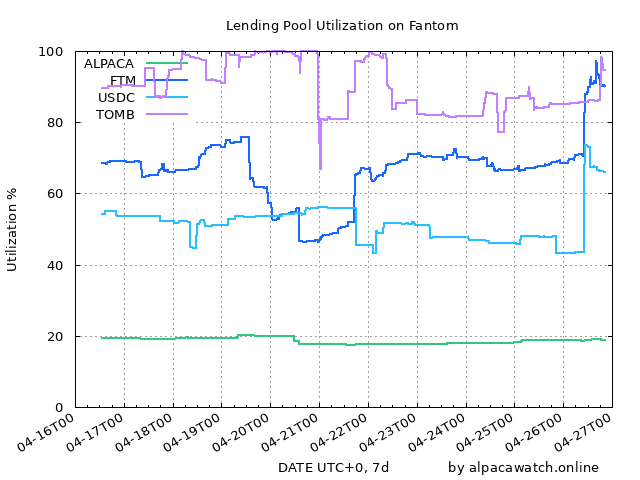 Lending Pool Utilization on Fantom
ALPACA
FTM
USDC
TOMB
Utilization %
100
80
60
40
20
0
04-16T00
04-17T00
04-18T00
04-19T00
04-20T00
04-21T00
04-22T00
04-23T00
04-24T00
04-25T00
04-26T00
04-27T00
DATE UTC+0, 7d
by alpacawatch.online